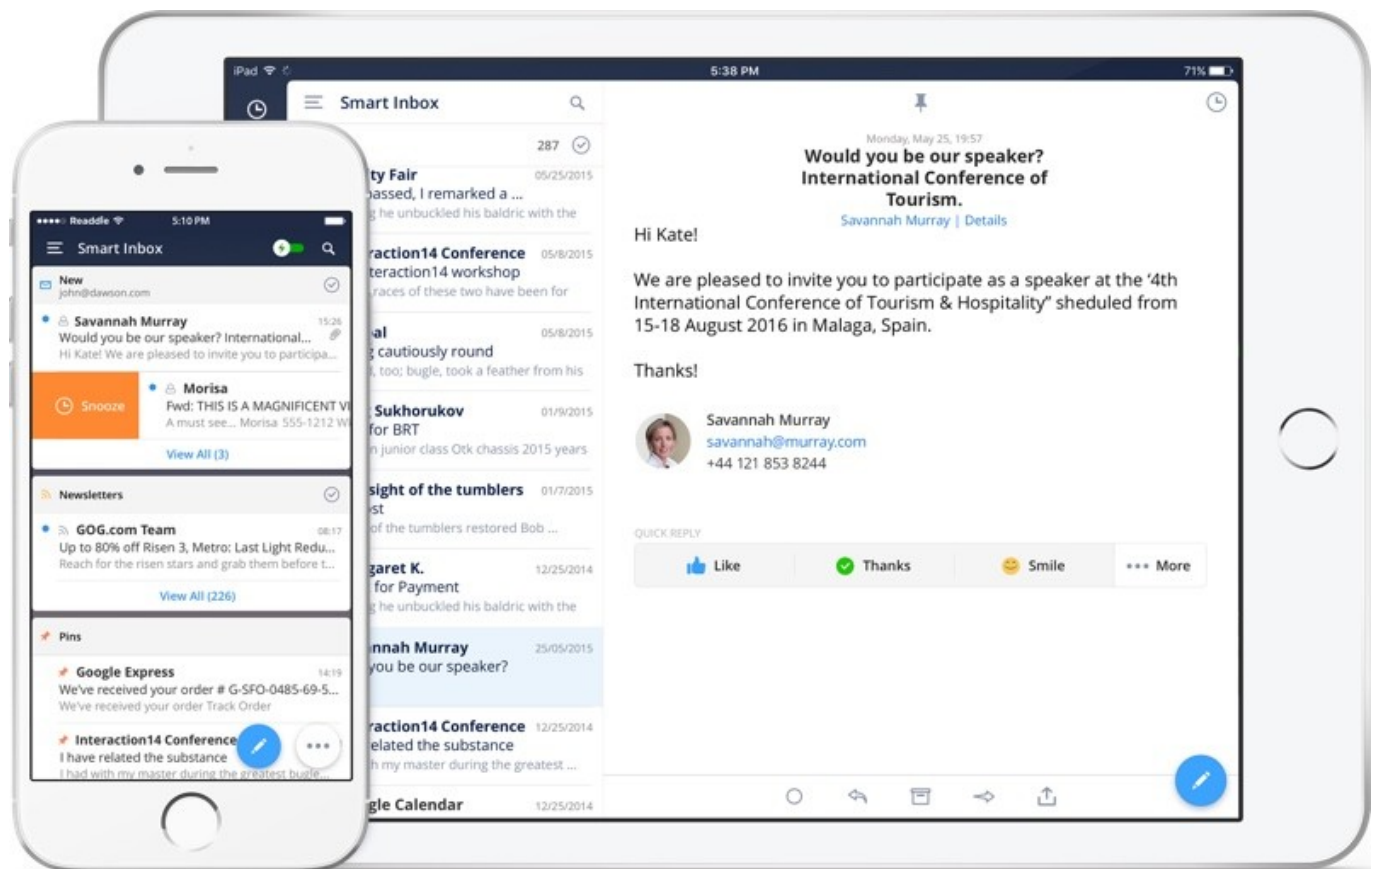 iPad
5:38 PM
71%
Smart Inbox
287
ty Fair 05/25/2015
passed, I remarked a ...
he unbuckled his baldric with the
raction14 Conference 05/8/2015
teraction14 workshop
races of these two have been for
al 05/8/2015
cautiously round
, too; bugle, took a feather from his
Sukhorukov 01/9/2015
for BRT
n junior class Otk chassis 2015 years
sight of the tumblers 01/7/2015
st
of the tumblers restored Bob ...
garet K. 12/25/2014
for Payment
he unbuckled his baldric with the
nnah Murray 25/05/2015
you be our speaker?
raction14 Conference 12/25/2014
elated the substance
h my master during the greatest ...
gle Calendar 12/25/2014
Monday, May 25, 19:57
Would you be our speaker?
International Conference of
Tourism.
Savannah Murray | Details
Hi Kate!
We are pleased to invite you to participate as a speaker at the ‘4th
International Conference of Tourism & Hospitality” sheduled from
15-18 August 2016 in Malaga, Spain.
Thanks!
Savannah Murray
savannah@murray.com
+44 121 853 8244
QUICK REPLY
Like
Thanks
Smile
More
Readdle 5:10 PM
Smart Inbox
New
john@dawson.com
Savannah Murray 15:26
Would you be our speaker? International...
Hi Kate! We are pleased to invite you to participa...
Snooze
Morisa
Fwd: THIS IS A MAGNIFICENT VI
A must see... Morisa 555-1212 W
View All (3)
Newsletters
GOG.com Team 08:17
Up to 80% off Risen 3, Metro: Last Light Redu...
Reach for the risen stars and grab them before t...
View All (226)
Pins
Google Express 14:19
We've received your order # G-SFO-0485-69-5...
We've received your order Track Order
Interaction14 Conference
I have related the substance
I had with my master during the greatest bugle...